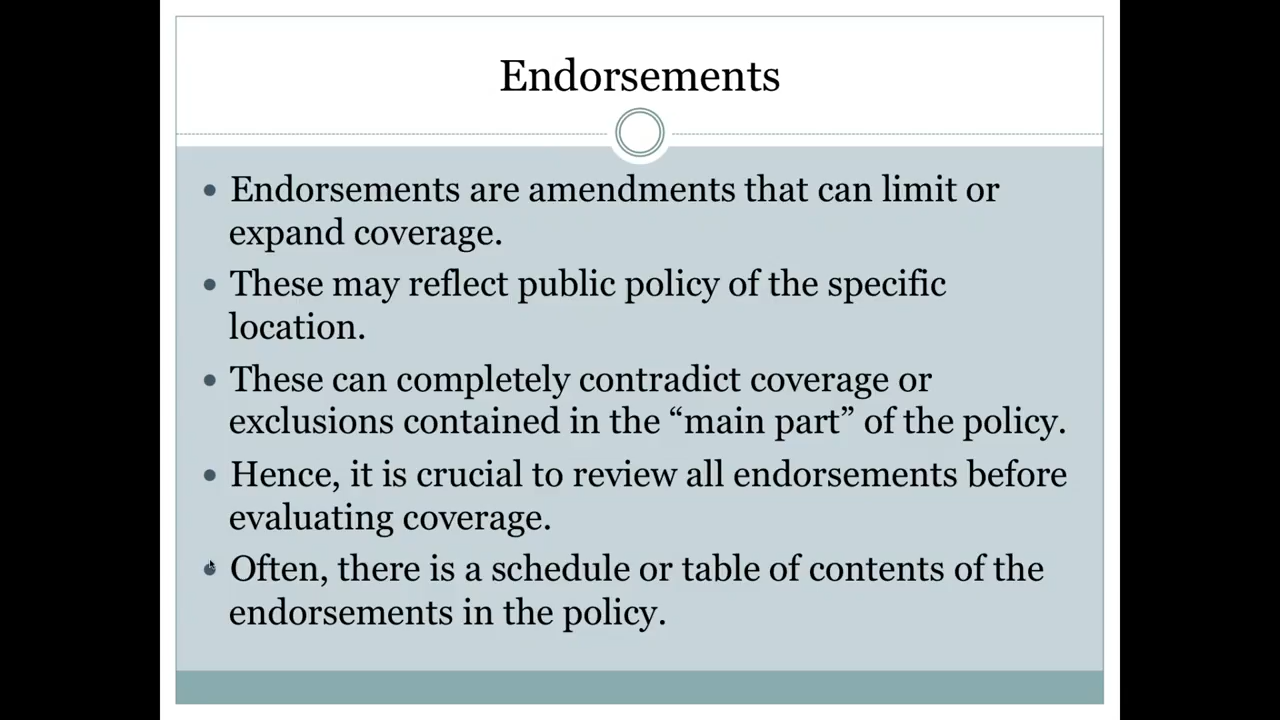 Endorsements
• Endorsements are amendments that can limit or
expand coverage.
• These may reflect public policy of the specific
location.
• These can completely contradict coverage or
exclusions contained in the “main part” of the policy.
• Hence, it is crucial to review all endorsements before
evaluating coverage.
• Often, there is a schedule or table of contents of the
endorsements in the policy.